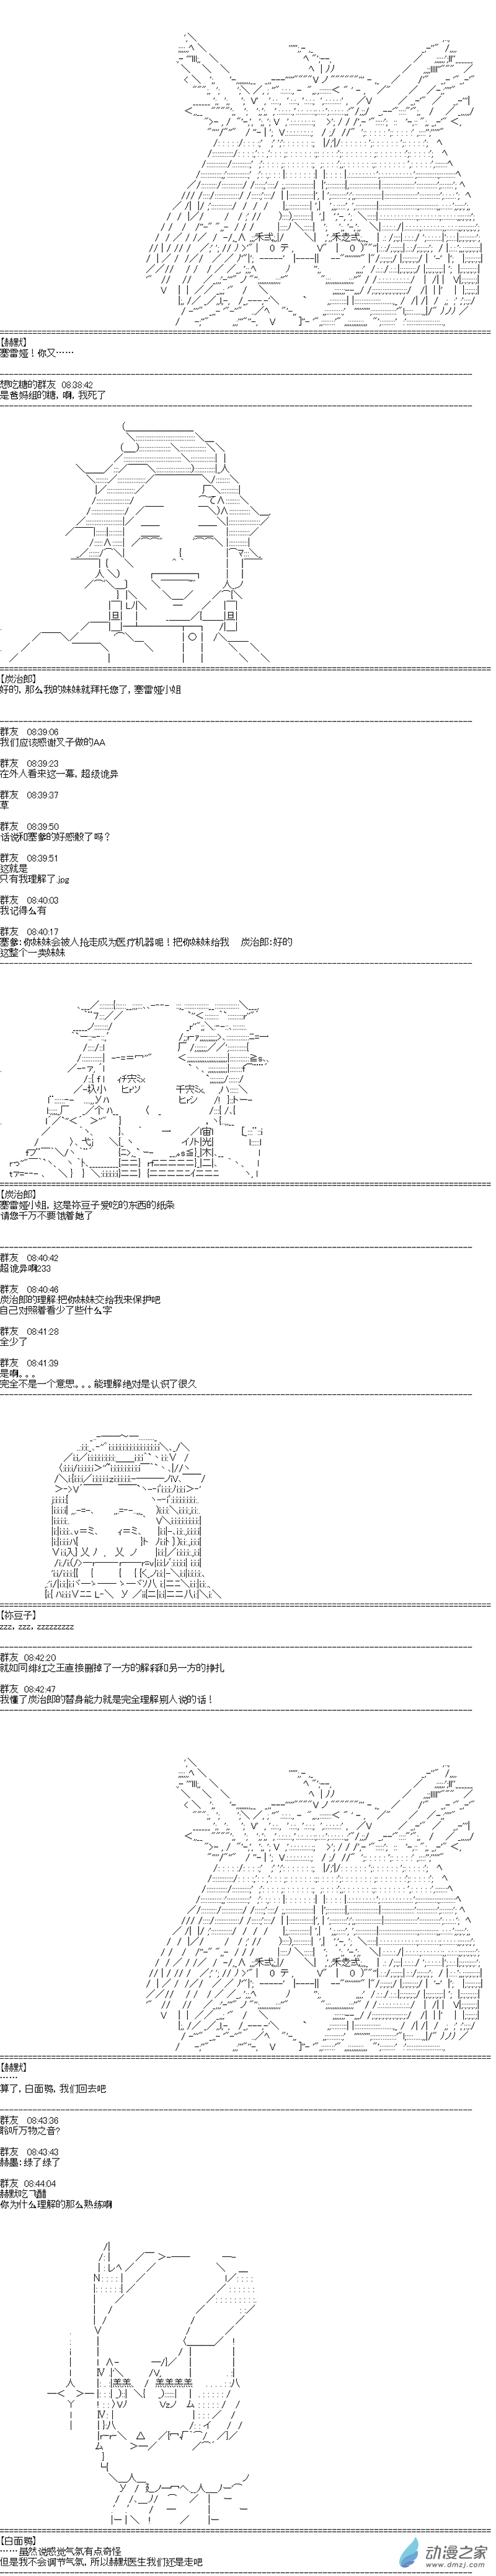 【赫默】
塞雷娅！你又……
想吃糖的群友　08:38:42
是爸妈组的糖，啊，我死了
【炭治郎】
好的，那么我的妹妹就拜托您了，塞雷娅小姐
群友　08:39:06
我们应该感谢叉子做的AA
群友　08:39:23
在外人看来这一幕，超级诡异
群友　08:39:37
草
群友　08:39:50
话说和塞爹的好感骰了吗？
群友　08:39:51
这就是
只有我理解了.jpg
群友　08:40:03
我记得么有
群友　08:40:17
塞爹：你妹妹会被人抢走成为医疗机器呢！把你妹妹给我　炭治郎：好的
这整个一卖妹妹
【炭治郎】
塞雷娅小姐，这是祢豆子爱吃的东西的纸条
请您千万不要饿着她了
群友　08:40:42
超诡异啊233
群友　08:40:46
炭治郎的理解：把你妹妹交给我来保护吧
自己对照着看少了些什么字
群友　08:41:28
全少了
群友　08:41:39
是啊。。。
完全不是一个意思。。。能理解绝对是认识了很久
【祢豆子】
zzz，zzz，zzzzzzzzz
群友　08:42:20
就如同绯红之王直接删掉了一方的解释和另一方的挣扎
群友　08:42:47
我懂了炭治郎的替身能力就是完全理解别人说的话！
【赫默】
……
算了，白面鸮，我们回去吧
群友　08:43:36
聆听万物之音？
群友　08:43:43
赫墨：绿了绿了
群友　08:44:04
赫默吃飞醋
你为什么理解的那么熟练啊
【白面鸮】
……虽然说感觉气氛有点奇怪
但是我不会调节气氛，所以赫默医生我们还是走吧
动漫之家
www.dmzj.com